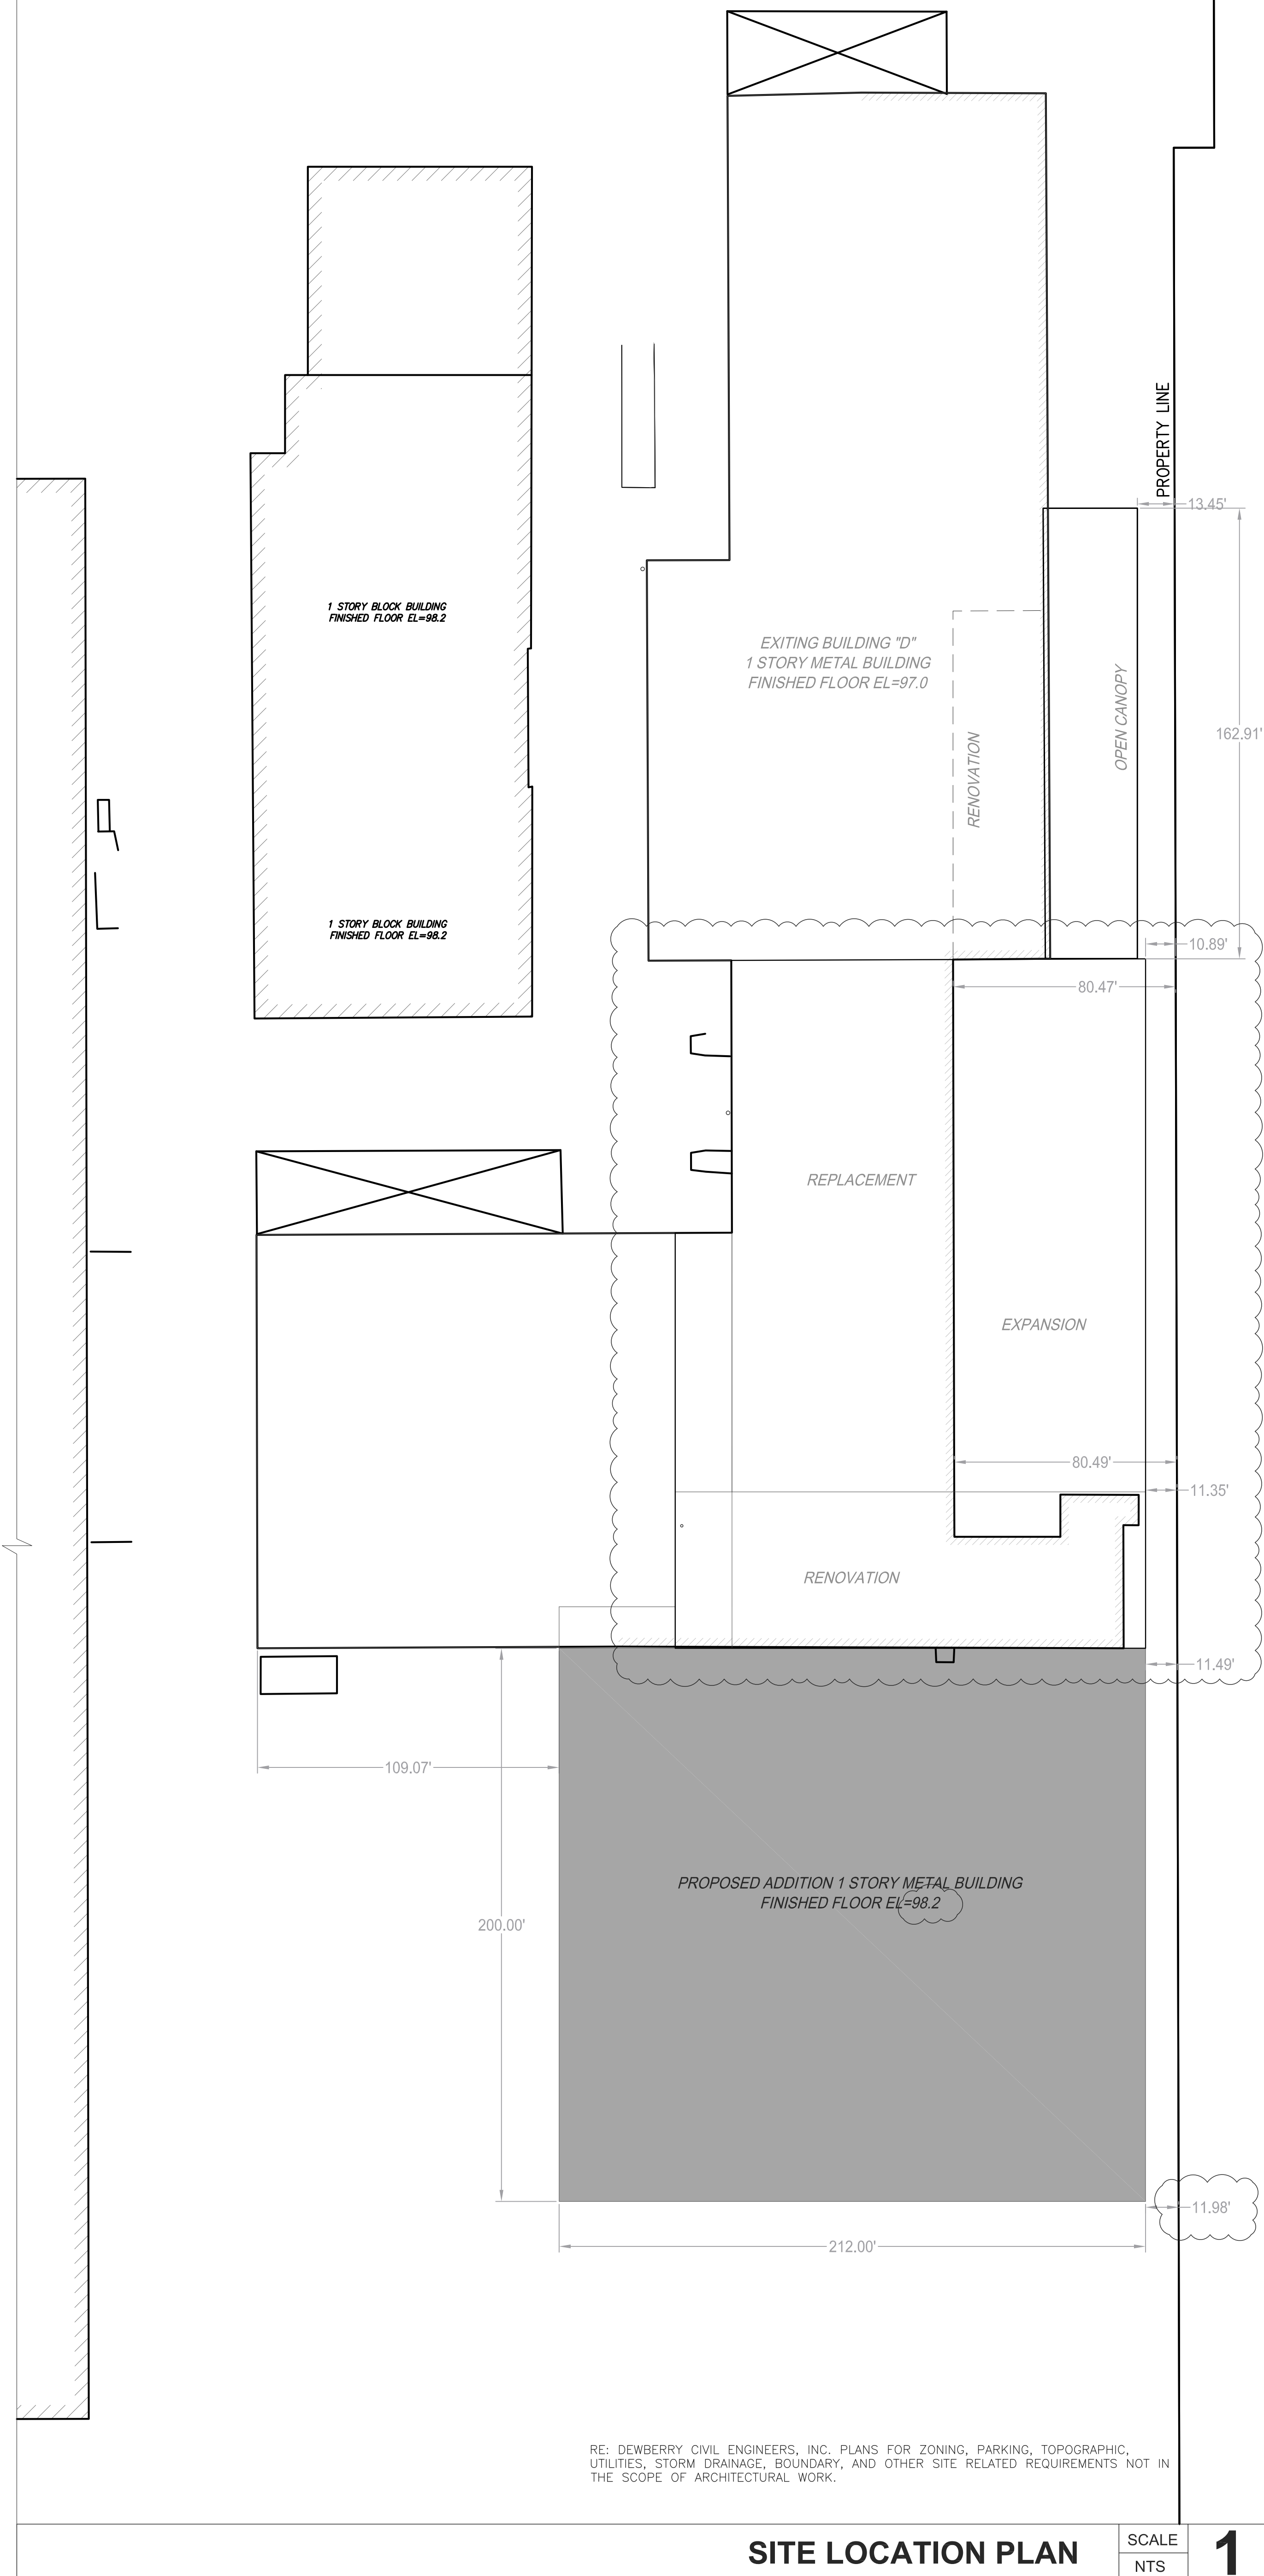 PROPERTY LINE
13.45'
1 STORY BLOCK BUILDING
FINISHED FLOOR EL=98.2
EXITING BUILDING "D"
1 STORY METAL BUILDING
FINISHED FLOOR EL=97.0
RENOVATION
OPEN CANOPY
162.91'
1 STORY BLOCK BUILDING
FINISHED FLOOR EL=98.2
10.89'
80.47'
REPLACEMENT
EXPANSION
80.49'
11.35'
RENOVATION
11.49'
109.07'
PROPOSED ADDITION 1 STORY METAL BUILDING
FINISHED FLOOR EL=98.2
200.00'
11.98'
212.00'
RE: DEWBERRY CIVIL ENGINEERS, INC. PLANS FOR ZONING, PARKING, TOPOGRAPHIC,
UTILITIES, STORM DRAINAGE, BOUNDARY, AND OTHER SITE RELATED REQUIREMENTS NOT IN
THE SCOPE OF ARCHITECTURAL WORK.
SITE LOCATION PLAN
SCALE
NTS
1